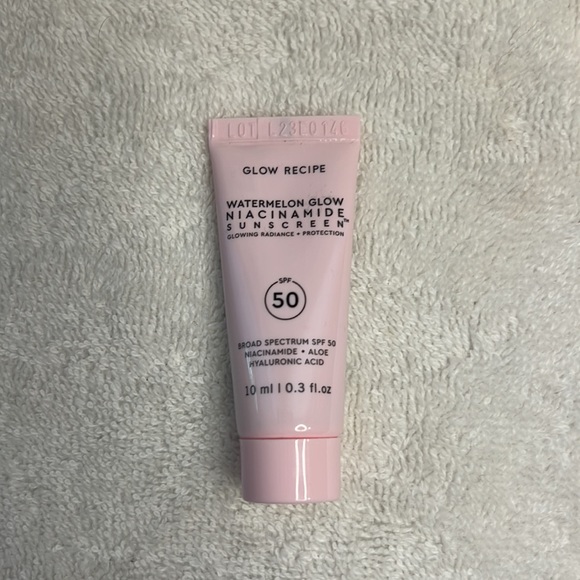 GLOW RECIPE
WATERMELON GLOW
NIACINAMIDE
SUNSCREEN™
GLOWING RADIANCE + PROTECTION
SPF
50
BROAD SPECTRUM SPF 50
NIACINAMIDE • ALOE
HYALURONIC ACID
10 ml | 0.3 fl.oz